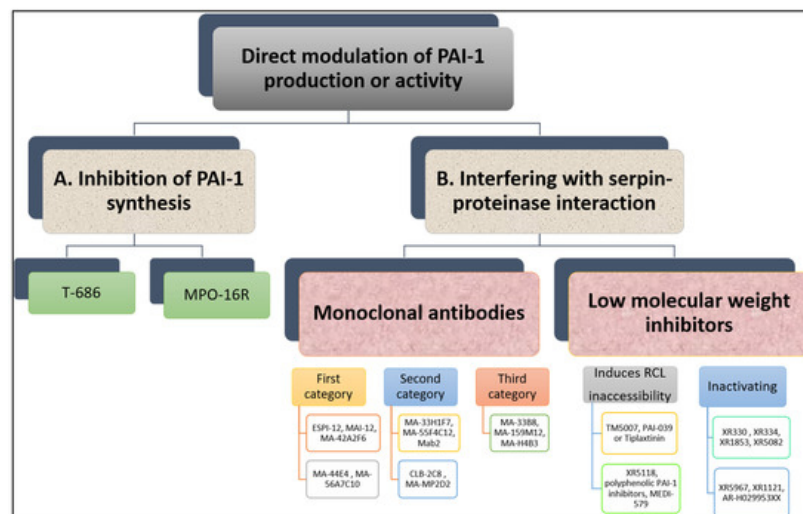 Direct modulation of PAI-1
production or activity
A. Inhibition of PAI-1
synthesis
B. Interfering with serpin-
proteinase interaction
T-686
MPO-16R
Monoclonal antibodies
Low molecular weight
inhibitors
First
category
Second
category
Third
category
Induces RCL
inaccessibility
Inactivating
ESPI-12, MAI-12,
MA-42A2F6
MA-33H1F7,
MA-55F4C12,
Mab2
MA-33B8,
MA-159M12,
MA-H4B3
TM5007, PAI-039
or Tiplaxtinin
XR330 , XR334,
XR1853, XR5082
MA-44E4 , MA-
56A7C10
CLB-2C8 ,
MA-MP2D2
XR5118,
polyphenolic PAI-1
inhibitors, MEDI-
579
XR5967, XR1121,
AR-H029953XX